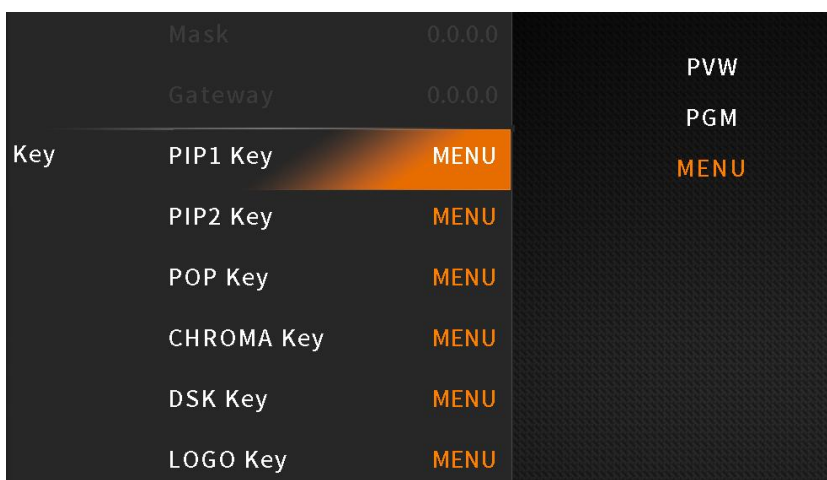 Mask 0.0.0.0
Gateway 0.0.0.0
Key PIP1 Key MENU
PIP2 Key MENU
POP Key MENU
CHROMA Key MENU
DSK Key MENU
LOGO Key MENU
PVW
PGM
MENU